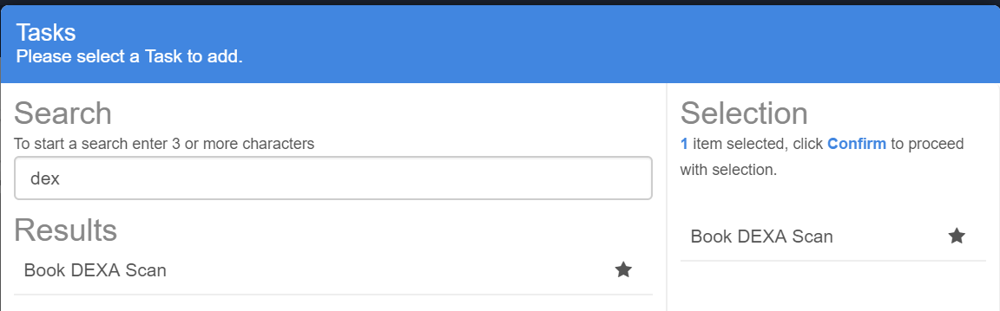 Tasks
Please select a Task to add.
Search
To start a search enter 3 or more characters
dex
Results
Book DEXA Scan
Selection
1 item selected, click Confirm to proceed
with selection.
Book DEXA Scan